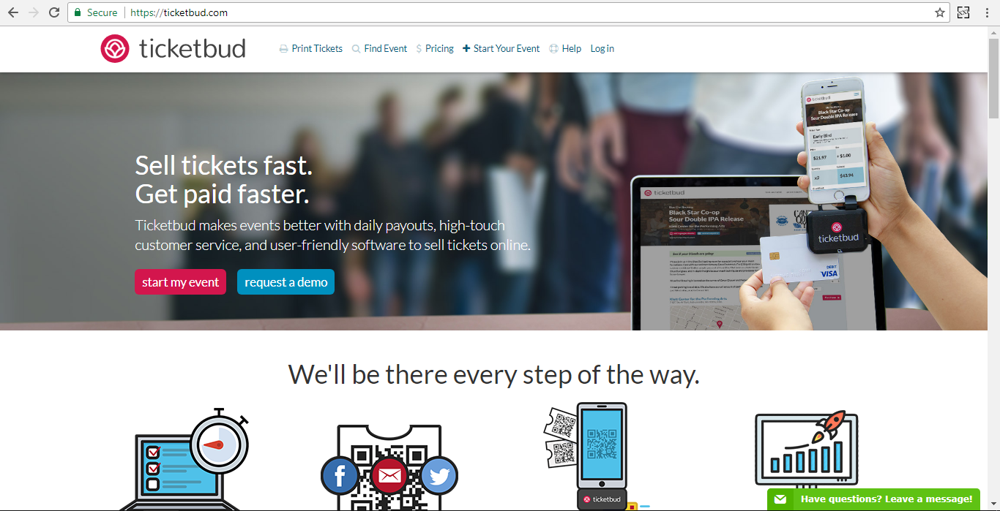 Secure https://ticketbud.com
ticketbud
Print Tickets Find Event $ Pricing Start Your Event Help Log in
Sell tickets fast.
Get paid faster.
Ticketbud makes events better with daily payouts, high-touch
customer service, and user-friendly software to sell tickets online.
start my event request a demo
ticketbud
Black Star Co-op
Sour Double IPA Release
Early Bird
$21.97 + $1.00
x2 $43.94
ticketbud
Black Star Co-op
Sour Double IPA Release
ticketbud
DEBIT
VISA
We'll be there every step of the way.
ticketbud
Have questions? Leave a message!